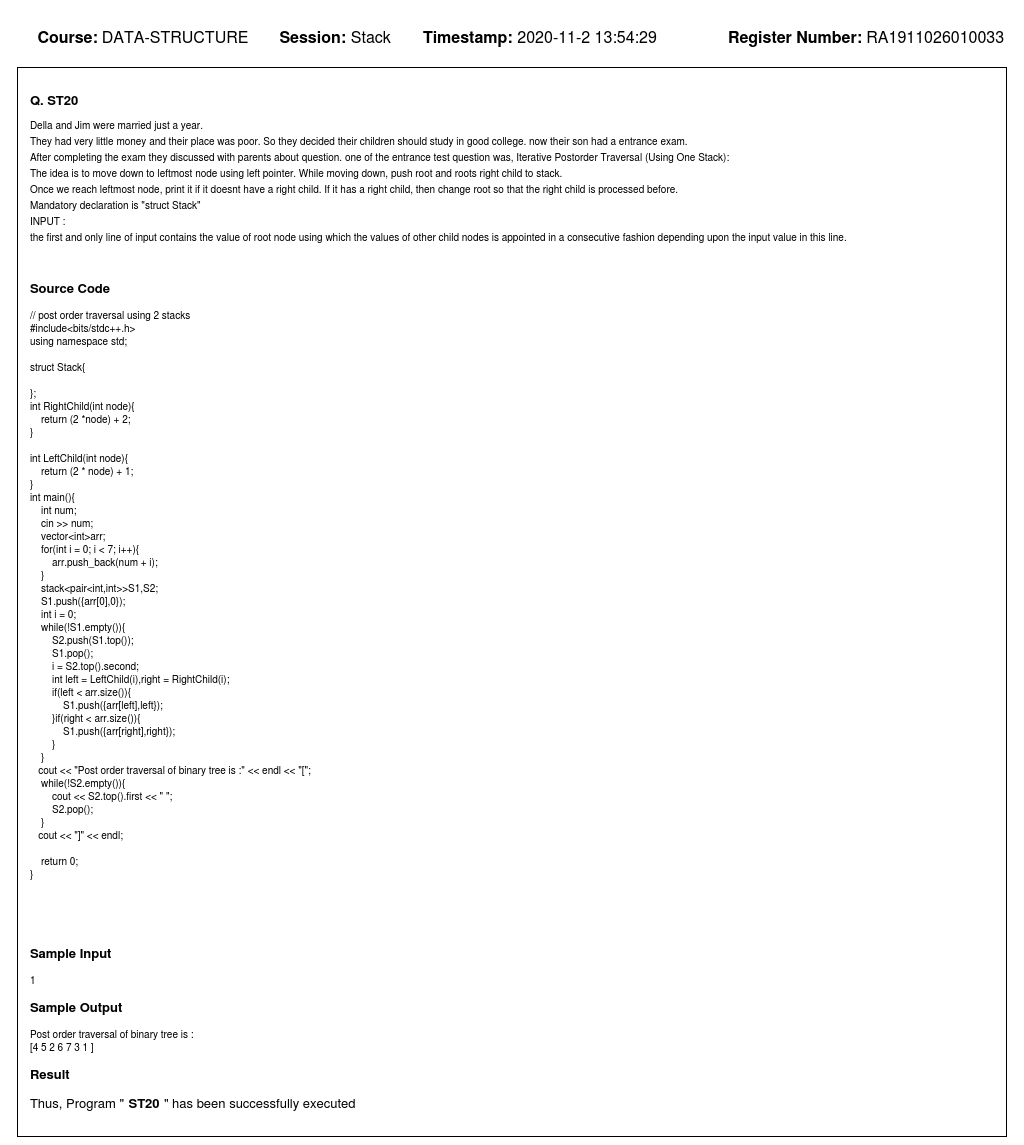 Course: DATA-STRUCTURE Session: Stack Timestamp: 2020-11-2 13:54:29 Register Number: RA1911026010033
Q. ST20
Della and Jim were married just a year.
They had very little money and their place was poor. So they decided their children should study in good college. now their son had a entrance exam.
After completing the exam they discussed with parents about question. one of the entrance test question was, Iterative Postorder Traversal (Using One Stack):
The idea is to move down to leftmost node using left pointer. While moving down, push root and roots right child to stack.
Once we reach leftmost node, print it if it doesnt have a right child. If it has a right child, then change root so that the right child is processed before.
Mandatory declaration is "struct Stack"
INPUT :
the first and only line of input contains the value of root node using which the values of other child nodes is appointed in a consecutive fashion depending upon the input value in this line.
Source Code
// post order traversal using 2 stacks
#include<bits/stdc++.h>
using namespace std;
struct Stack{
};
int RightChild(int node){
    return (2 *node) + 2;
}
int LeftChild(int node){
    return (2 * node) + 1;
}
int main(){
    int num;
    cin >> num;
    vector<int>arr;
    for(int i = 0; i < 7; i++){
        arr.push_back(num + i);
    }
    stack<pair<int,int>>S1,S2;
    S1.push({arr[0],0});
    int i = 0;
    while(!S1.empty()){
        S2.push(S1.top());
        S1.pop();
        i = S2.top().second;
        int left = LeftChild(i),right = RightChild(i);
        if(left < arr.size()){
            S1.push({arr[left],left});
        }if(right < arr.size()){
            S1.push({arr[right],right});
        }
    }
   cout << "Post order traversal of binary tree is :" << endl << "[";
    while(!S2.empty()){
        cout << S2.top().first << " ";
        S2.pop();
    }
   cout << "]" << endl;
    return 0;
}
Sample Input
1
Sample Output
Post order traversal of binary tree is :
[4 5 2 6 7 3 1 ]
Result
Thus, Program " ST20 " has been successfully executed